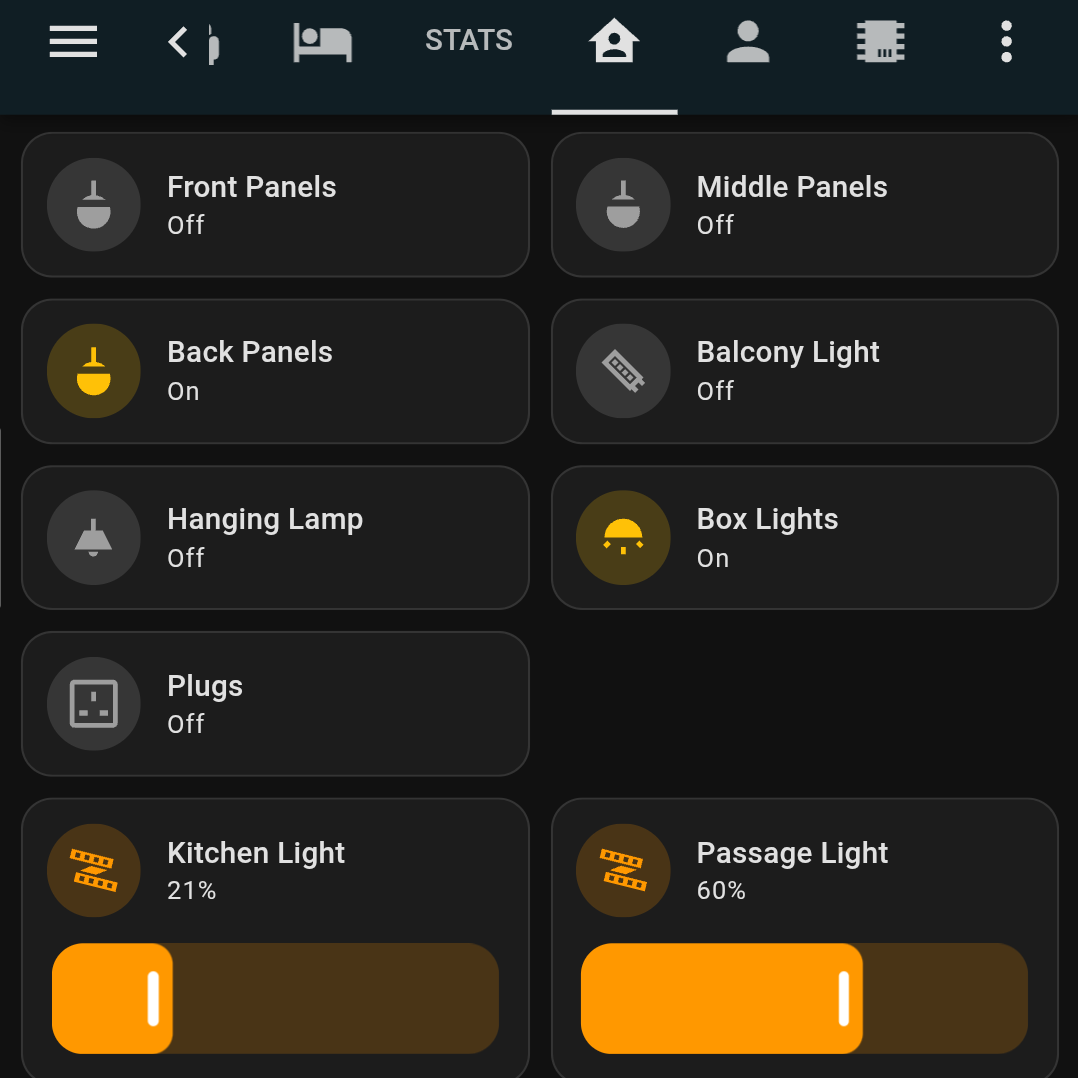 STATS
Front Panels
Off
Middle Panels
Off
Back Panels
On
Balcony Light
Off
Hanging Lamp
Off
Box Lights
On
Plugs
Off
Kitchen Light
21%
Passage Light
60%